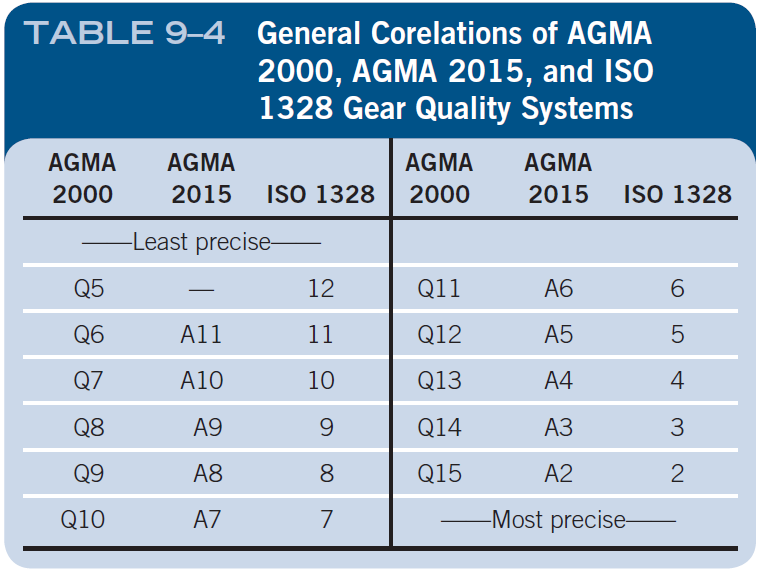 TABLE 9–4 General Corelations of AGMA
2000, AGMA 2015, and ISO
1328 Gear Quality Systems
AGMA AGMA AGMA AGMA
2000 2015 ISO 1328 2000 2015 ISO 1328
——Least precise——
Q5 — 12 Q11 A6 6
Q6 A11 11 Q12 A5 5
Q7 A10 10 Q13 A4 4
Q8 A9 9 Q14 A3 3
Q9 A8 8 Q15 A2 2
Q10 A7 7 ——Most precise——